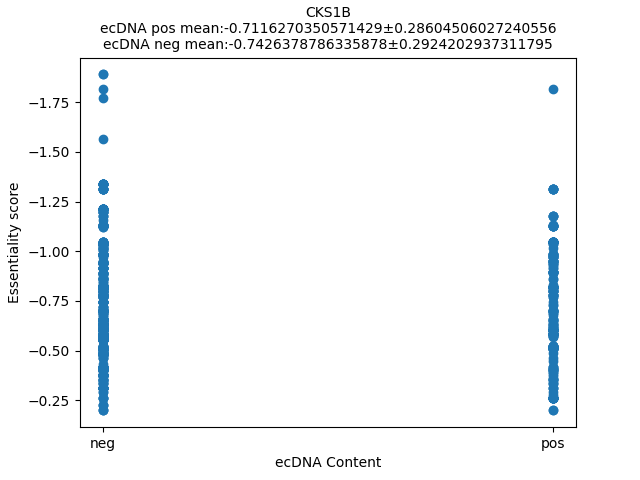 CKS1B
ecDNA pos mean:-0.7116270350571429±0.28604506027240556
ecDNA neg mean:-0.7426378786335878±0.2924202937311795
−1.75
−1.50
−1.25
−1.00
−0.75
−0.50
−0.25
Essentiality score
neg
pos
ecDNA Content